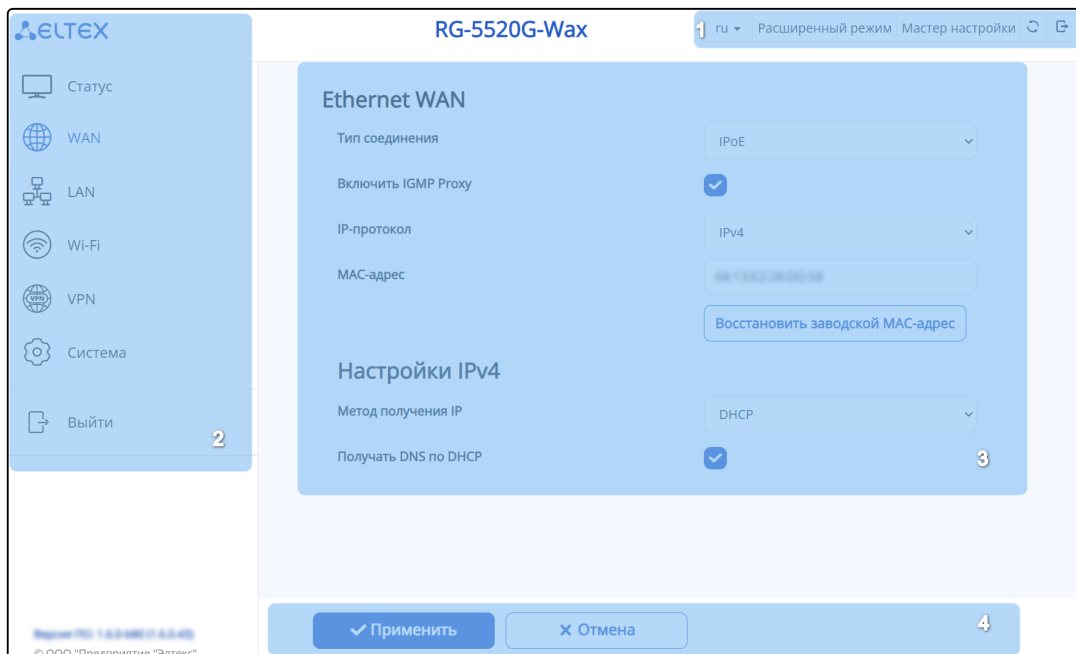 ELTEX
RG-5520G-Wax
1 ru Расширенный режим Мастер настройки
Статус
WAN
LAN
Wi-Fi
VPN
VPN
Система
Выйти
2
Ethernet WAN
Тип соединения IPoE
Включить IGMP Proxy
IP-протокол IPv4
MAC-адрес
Восстановить заводской MAC-адрес
Настройки IPv4
Метод получения IP DHCP
Получать DNS по DHCP
3
Применить Отмена
4
© ООО "Предприятие "Элтекс"